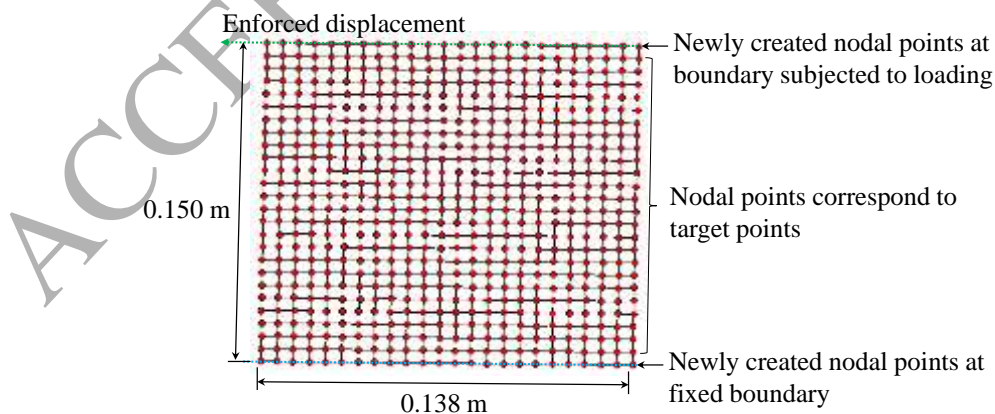 Enforced displacement
Newly created nodal points at
boundary subjected to loading
0.150 m
Nodal points correspond to
target points
Newly created nodal points at
fixed boundary
0.138 m